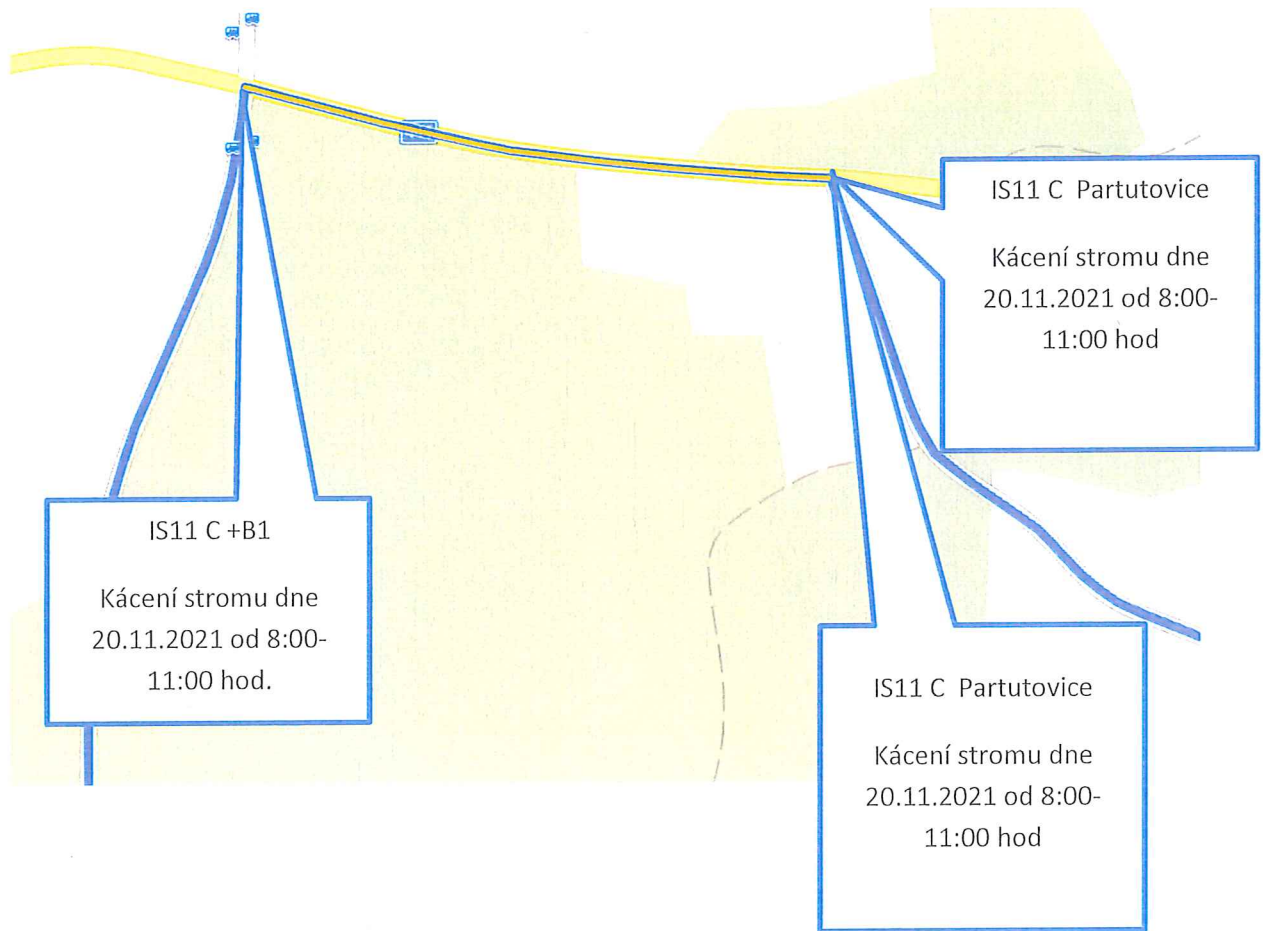 IS11 C Partutovice
Kácení stromu dne
20.11.2021 od 8:00-
11:00 hod
IS11 C +B1
Kácení stromu dne
20.11.2021 od 8:00-
11:00 hod.
IS11 C Partutovice
Kácení stromu dne
20.11.2021 od 8:00-
11:00 hod